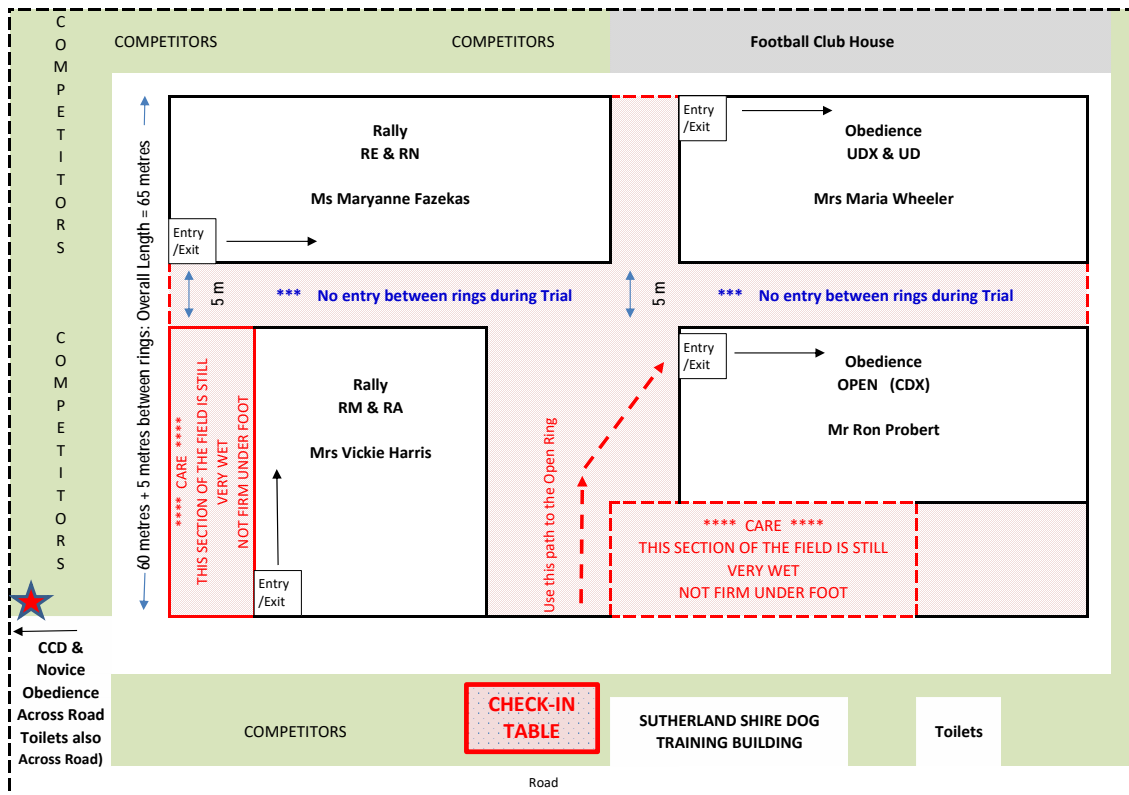 COMPETITORS
COMPETITORS
COMPETITORS
Football Club House
60 metres + 5 metres between rings: Overall Length = 65 metres
Rally
RE & RN
Ms Maryanne Fazekas
Entry
/Exit
Entry
/Exit
Obedience
UDX & UD
Mrs Maria Wheeler
5 m
*** No entry between rings during Trial
5 m
*** No entry between rings during Trial
COMPETITORS
**** CARE ****
THIS SECTION OF THE FIELD IS STILL
VERY WET
NOT FIRM UNDER FOOT
Rally
RM & RA
Mrs Vickie Harris
Entry
/Exit
Use this path to the Open Ring
Entry
/Exit
Obedience
OPEN (CDX)
Mr Ron Probert
**** CARE ****
THIS SECTION OF THE FIELD IS STILL
VERY WET
NOT FIRM UNDER FOOT
CCD &
Novice
Obedience
Across Road
Toilets also
Across Road)
COMPETITORS
CHECK-IN
TABLE
SUTHERLAND SHIRE DOG
TRAINING BUILDING
Toilets
Road